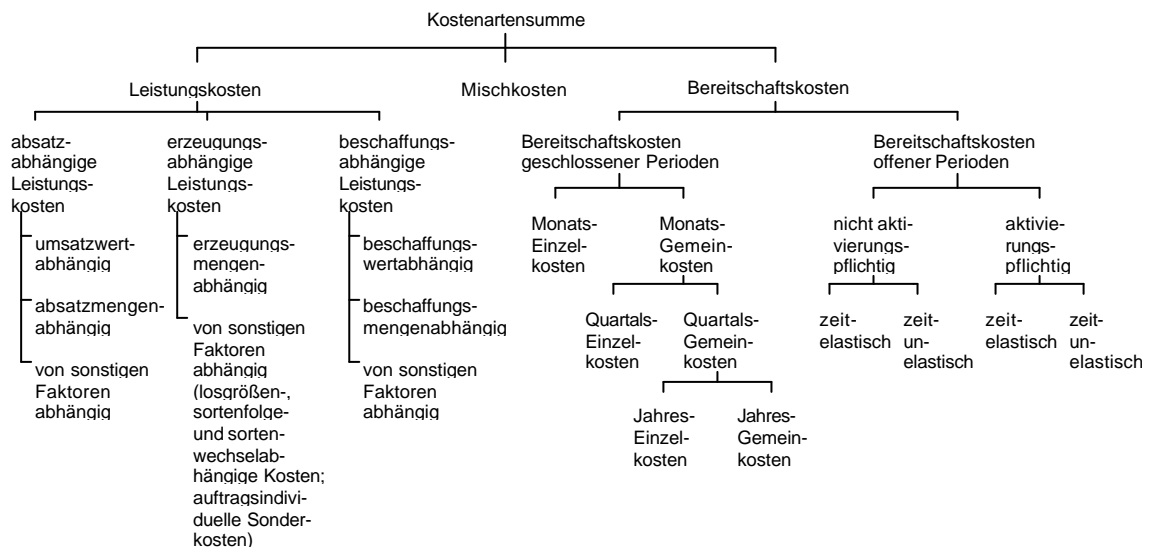 Kostenartensumme
Leistungskosten
Mischkosten
Bereitschaftskosten
absatz-
abhängige
Leistungs-
kosten
umsatzwert-
abhängig
absatzmengen-
abhängig
von sonstigen
Faktoren
abhängig
erzeugungs-
abhängige
Leistungs-
kosten
erzeugungs-
mengen-
abhängig
von sonstigen
Faktoren
abhängig
(losgrößen-,
sortenfolge-
und sorten-
wechselab-
hängige Kosten;
auftragsindivi-
duelle Sonder-
kosten)
beschaffungs-
abhängige
Leistungs-
kosten
beschaffungs-
wertabhängig
beschaffungs-
mengenabhängig
von sonstigen
Faktoren
abhängig
Bereitschaftskosten
geschlossener Perioden
Monats-
Einzel-
kosten
Monats-
Gemein-
kosten
Quartals-
Einzel-
kosten
Quartals-
Gemein-
kosten
Jahres-
Einzel-
kosten
Jahres-
Gemein-
kosten
Bereitschaftskosten
offener Perioden
nicht akti-
vierungs-
pflichtig
aktivie-
rungs-
pflichtig
zeit-
elastisch
zeit-
un-
elastisch
zeit-
elastisch
zeit-
un-
elastisch